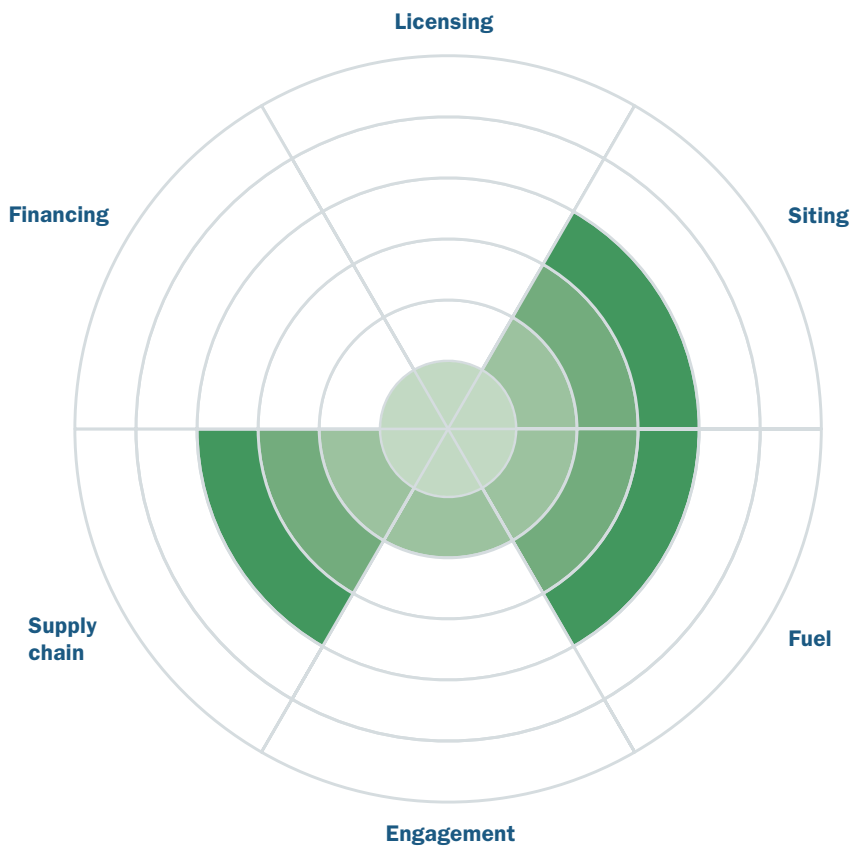 Licensing
Financing
Siting
Supply
chain
Fuel
Engagement